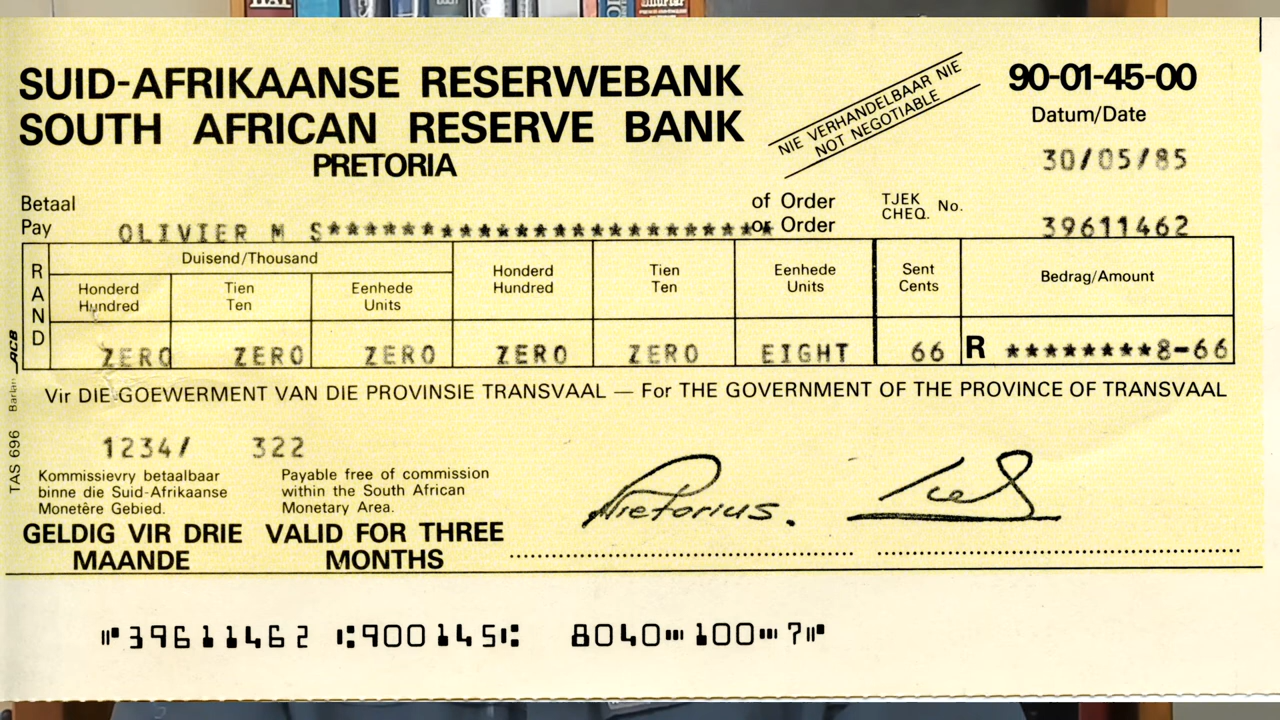 SUID-AFRIKAANSE RESERWEBANK
SOUTH AFRICAN RESERVE BANK
PRETORIA
NIE VERHANDELBAAR NIE
NOT NEGOTIABLE
90-01-45-00
Datum/Date
30/05/85
Betaal
of Order
Pay OLIVIER M S************************************* or Order
TJEK
CHEQ. No.
39611462
RAND
Duisend/Thousand
Honderd
Hundred
Tien
Ten
Eenhede
Units
Honderd
Hundred
Tien
Ten
Eenhede
Units
Sent
Cents
Bedrag/Amount
ZERO ZERO ZERO ZERO ZERO EIGHT 66 R ********8-66
Vir DIE GOEWERMENT VAN DIE PROVINSIE TRANSVAAL — For THE GOVERNMENT OF THE PROVINCE OF TRANSVAAL
1234/ 322
Kommissievry betaalbaar
binne die Suid-Afrikaanse
Monetêre Gebied.
Payable free of commission
within the South African
Monetary Area.
GELDIG VIR DRIE
MAANDE
VALID FOR THREE
MONTHS
Pretorius.
TAS 696
ACB
⑈39611462 ⑆900145⑆ 8040⑉100⑉7⑈